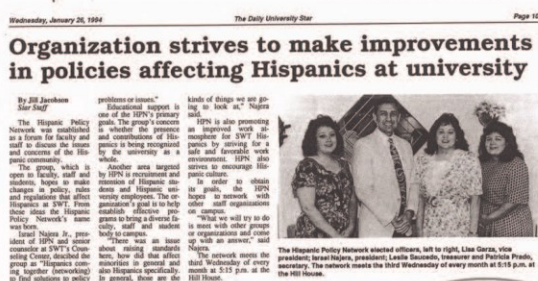 Wednesday, January 26, 1994
The Daily University Star
Page 10
Organization strives to make improvements
in policies affecting Hispanics at university
By Jill Jacobson
Star Staff
The Hispanic Policy
Network was established
as a forum for faculty and
staff to discuss the issues
and concerns of the His-
panic community.
The group, which is
open to faculty, staff and
students, hopes to make
changes in policy, rules
and regulations that affect
Hispanics at SWT. From
these ideas the Hispanic
Policy Network's name
was born.
Israel Najera Jr., presi-
dent of HPN and senior
counselor at SWT's Coun-
seling Center, described the
group as "Hispanics com-
ing together (networking)
to find solutions to policy
problems or issues."
Educational support is
one of the HPN's primary
goals. The group's concern
is whether the presence
and contributions of His-
panics is being recognized
by the university as a
whole.
Another area targeted
by HPN is recruitment and
retention of Hispanic stu-
dents and Hispanic uni-
versity employees. The or-
ganization's goal is to help
establish effective pro-
grams to bring a diverse fa-
culty, staff and student
body to campus.
"There was an issue
about raising standards
here, how did that affect
minorities in general and
also Hispanics specifically.
In general, those are the
kinds of things we are go-
ing to look at," Najera
said.
HPN is also promoting
an improved work at-
mosphere for SWT His-
panics by striving for a
safe and favorable work
environment. HPN also
strives to encourage His-
panic culture.
In order to obtain
its goals, the HPN
hopes to network with
other staff organizations
on campus.
"What we will try to do
is meet with other groups
or organizations and come
up with an answer," said
Najera.
The network meets the
third Wednesday of every
month at 5:15 p.m. at the
Hill House.
The Hispanic Policy Network elected officers, left to right, Lisa Garza, vice
president; Israel Najera, president; Leslie Saucedo, treasurer and Patricia Prado,
secretary. The network meets the third Wednesday of every month at 5:15 p.m. at
the Hill House.